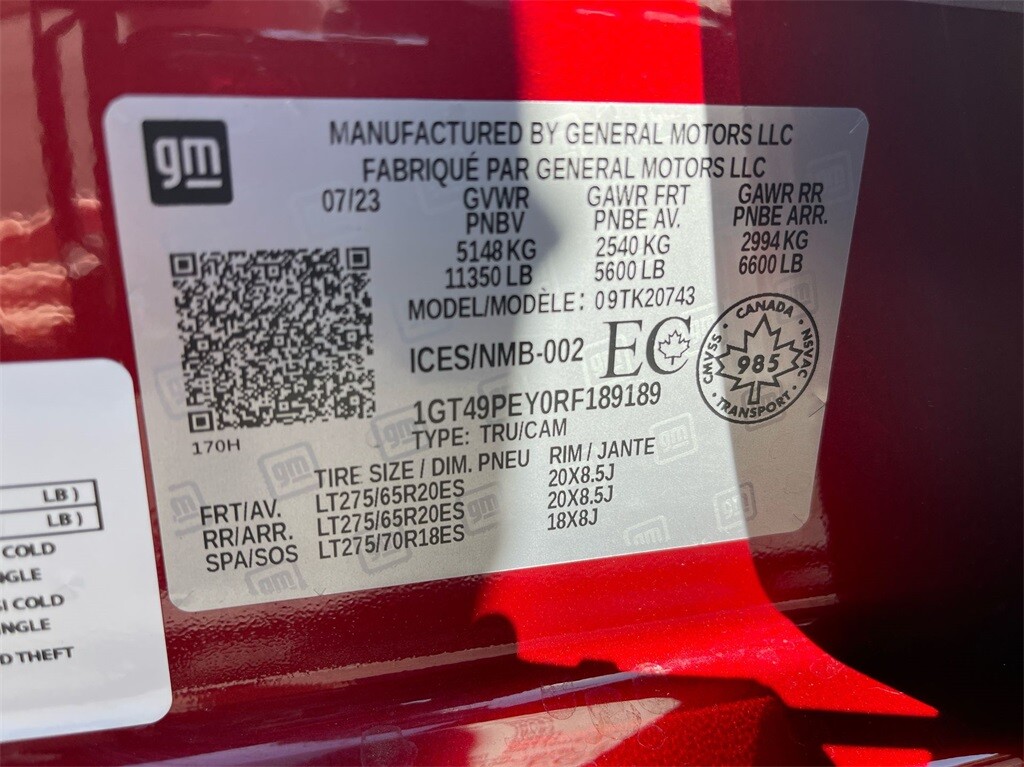 gm
MANUFACTURED BY GENERAL MOTORS LLC
FABRIQUÉ PAR GENERAL MOTORS LLC
07/23 GVWR GAWR FRT GAWR RR
PNBV PNBE AV. PNBE ARR.
5148 KG 2540 KG 2994 KG
11350 LB 5600 LB 6600 LB
MODEL/MODÈLE: 09TK20743
ICES/NMB-002 EC
CANADA
CMVSS 985 NSVAC
TRANSPORT
1GT49PEY0RF189189
170H TYPE: TRU/CAM
TIRE SIZE / DIM. PNEU RIM / JANTE
FRT/AV. LT275/65R20ES 20X8.5J
RR/ARR. LT275/65R20ES 20X8.5J
SPA/SOS LT275/70R18ES 18X8J
LB )
LB )
COLD
NGLE
SI COLD
INGLE
D THEFT